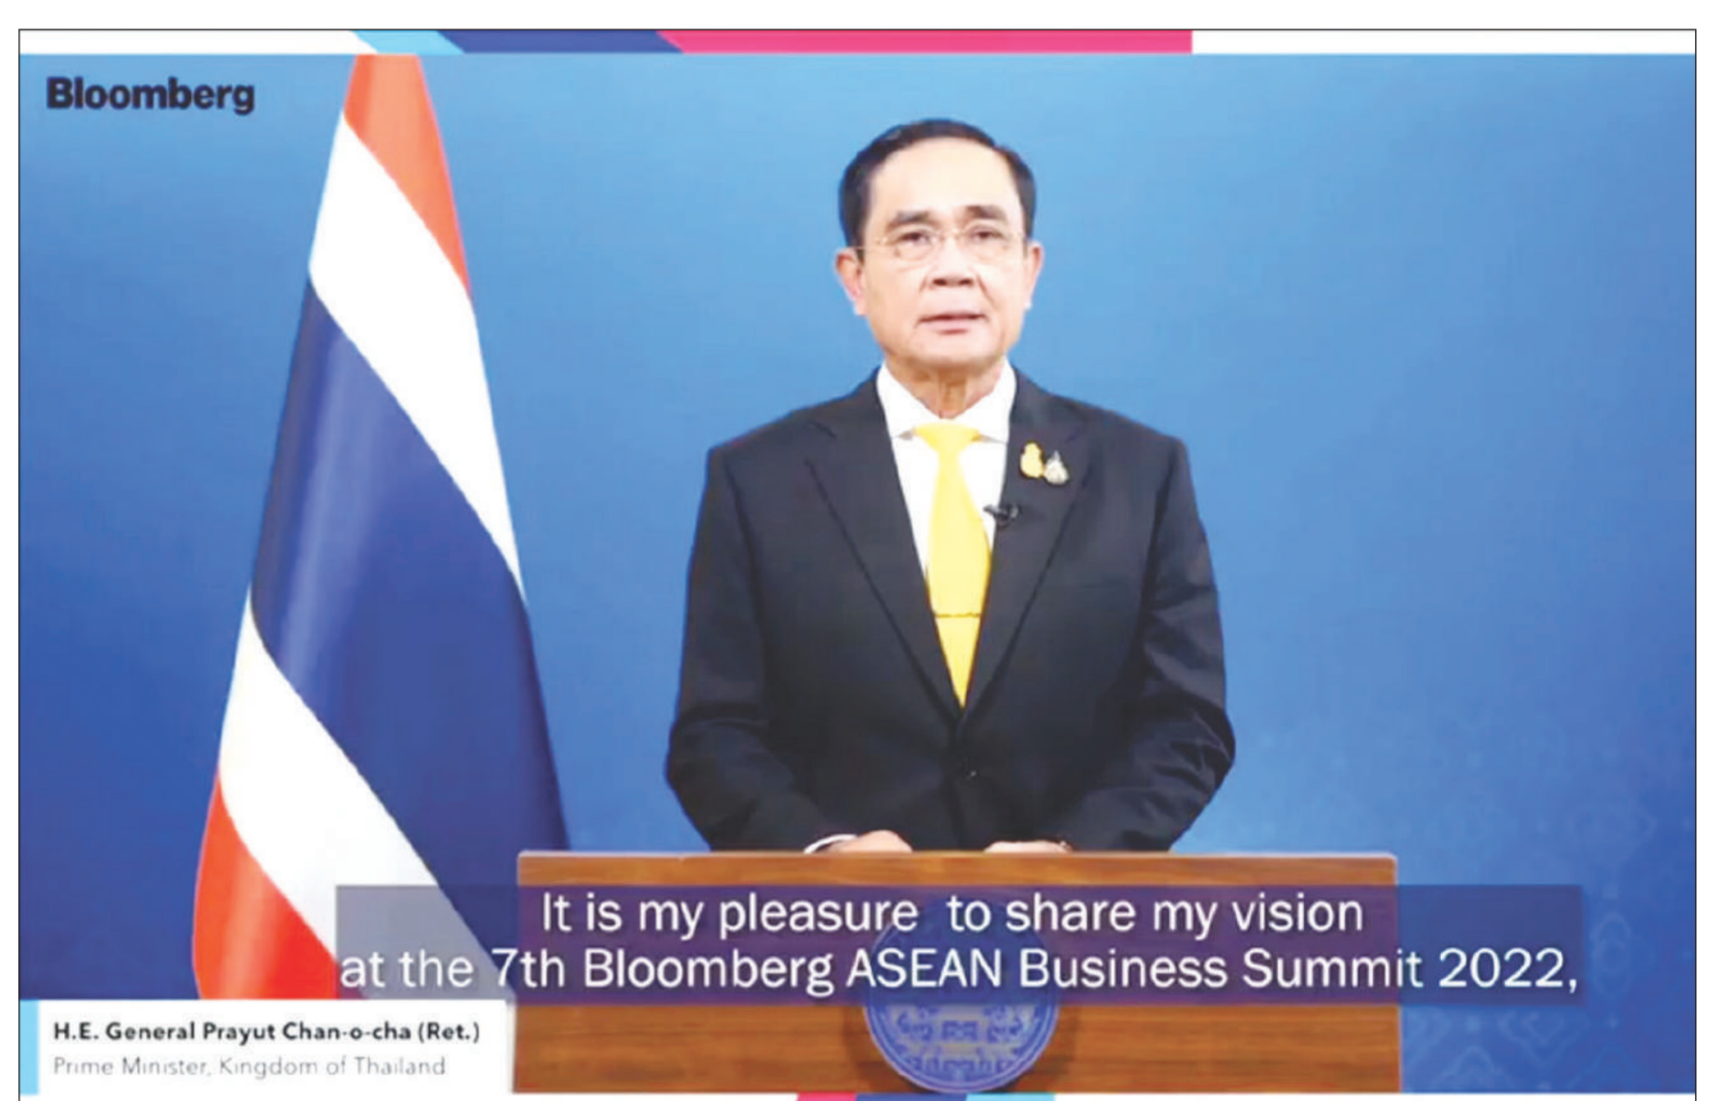 Bloomberg
It is my pleasure to share my vision
at the 7th Bloomberg ASEAN Business Summit 2022,
H.E. General Prayut Chan-o-cha (Ret.)
Prime Minister, Kingdom of Thailand